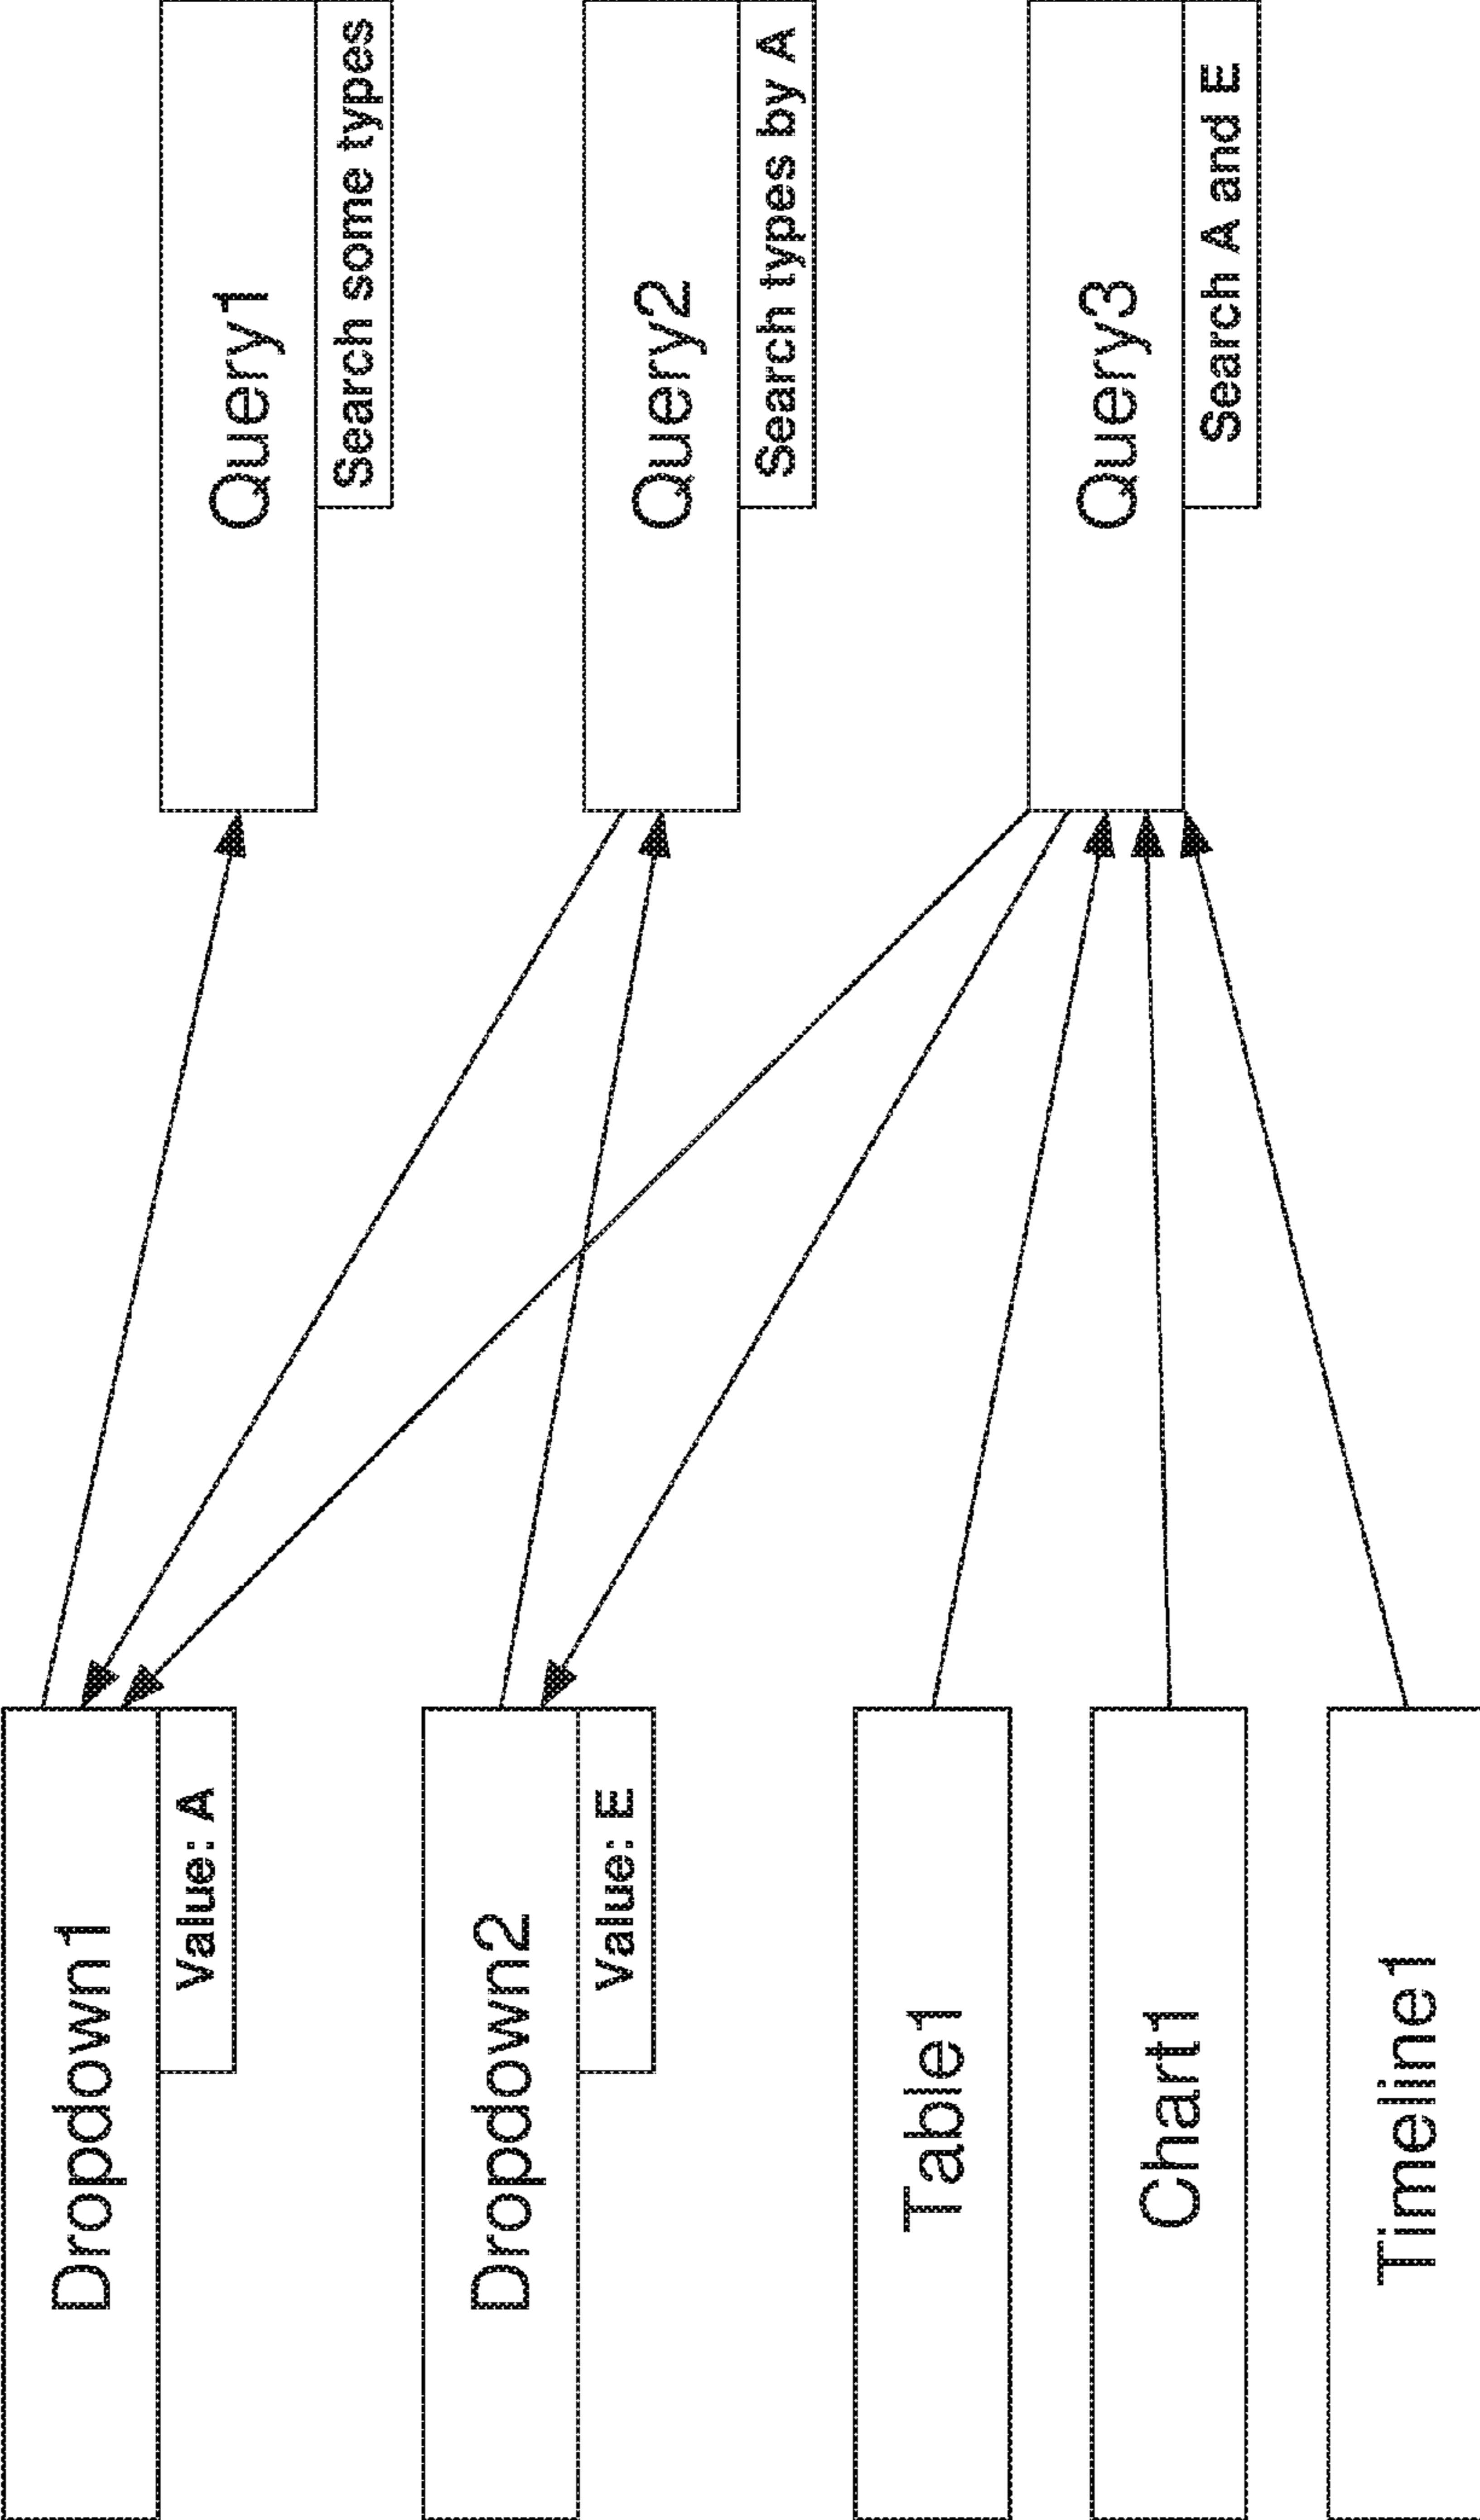 Dropdown1
Value: A
Dropdown2
Value: E
Table1
Chart1
Timeline1
Query1
Search some types
Query2
Search types by A
Query3
Search A and E